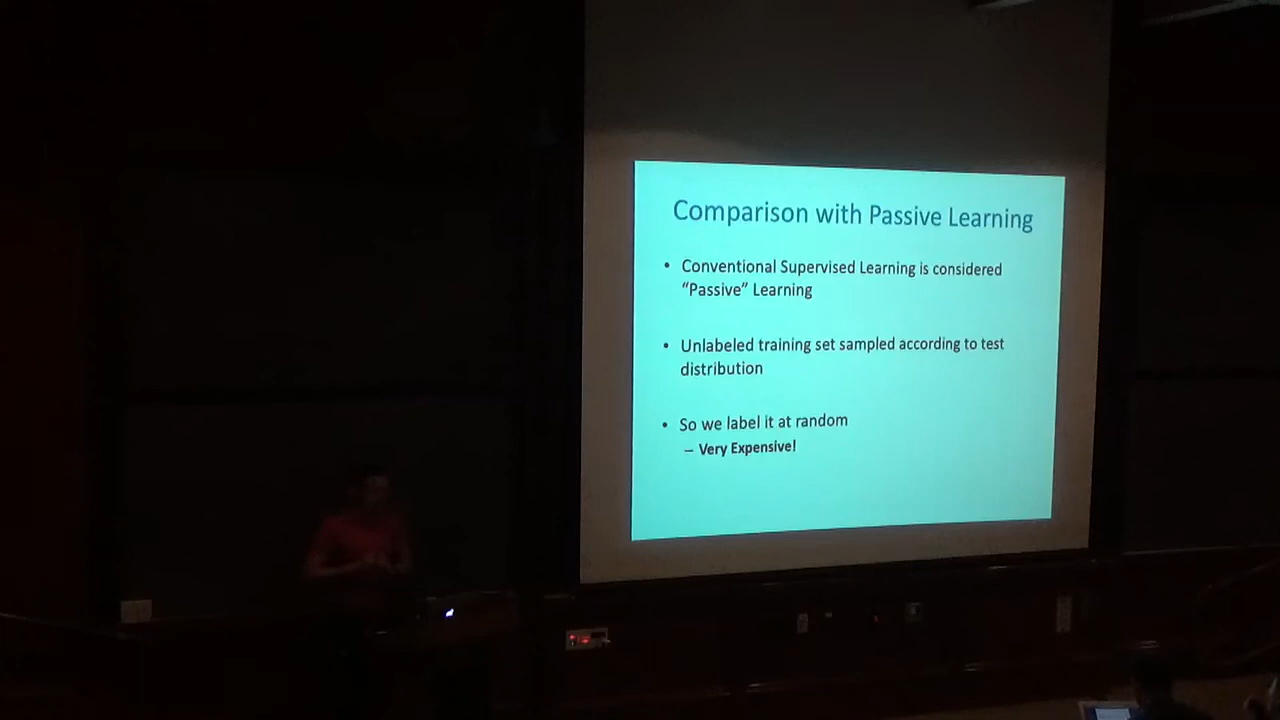 Comparison with Passive Learning
• Conventional Supervised Learning is considered
“Passive” Learning
• Unlabeled training set sampled according to test
distribution
• So we label it at random
– Very Expensive!